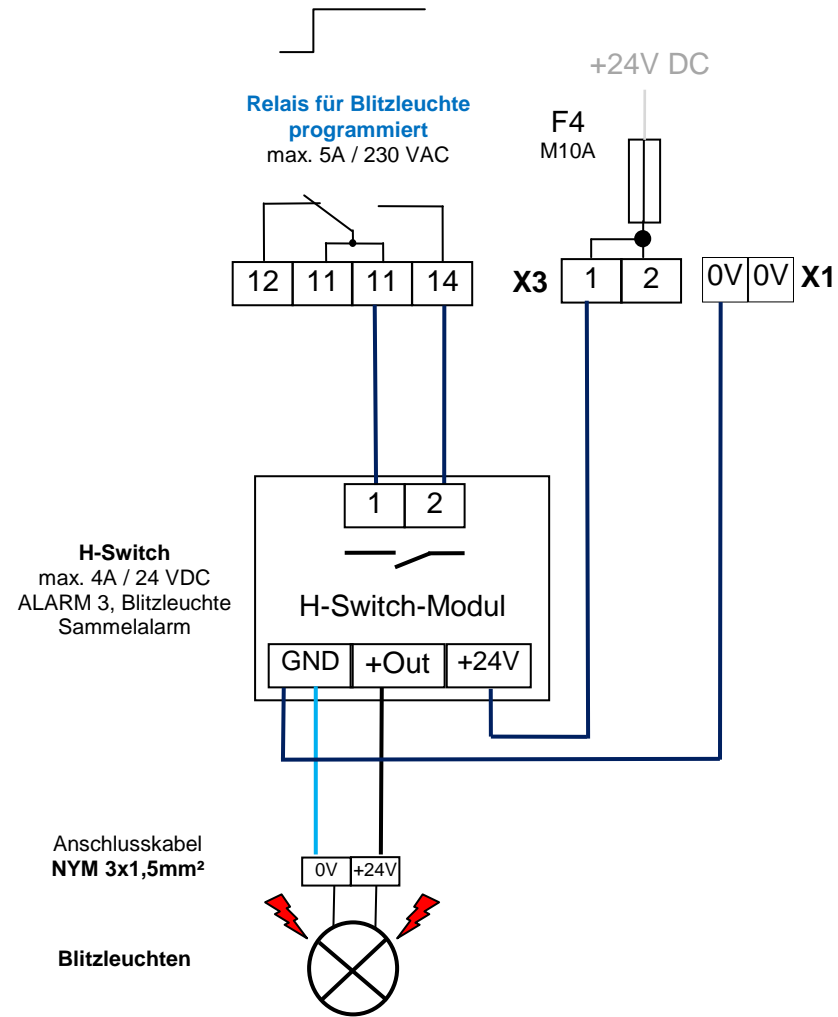 +24V DC
Relais für Blitzleuchte
programmiert
max. 5A / 230 VAC
F4
M10A
12 11 11 14
X3 1 2
0V 0V X1
1 2
H-Switch
max. 4A / 24 VDC
ALARM 3, Blitzleuchte
Sammelalarm
H-Switch-Modul
GND +Out +24V
Anschlusskabel
NYM 3x1,5mm²
0V +24V
Blitzleuchten